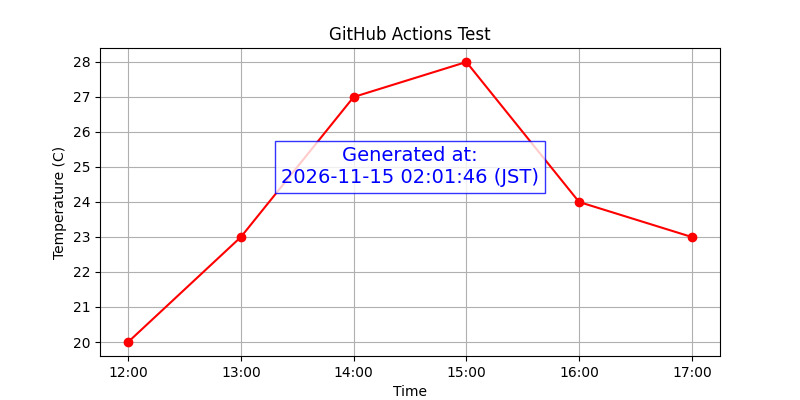 GitHub Actions Test
Temperature (C)
28
27
26
25
24
23
22
21
20
Generated at:
2026-11-15 02:01:46 (JST)
12:00 13:00 14:00 15:00 16:00 17:00
Time